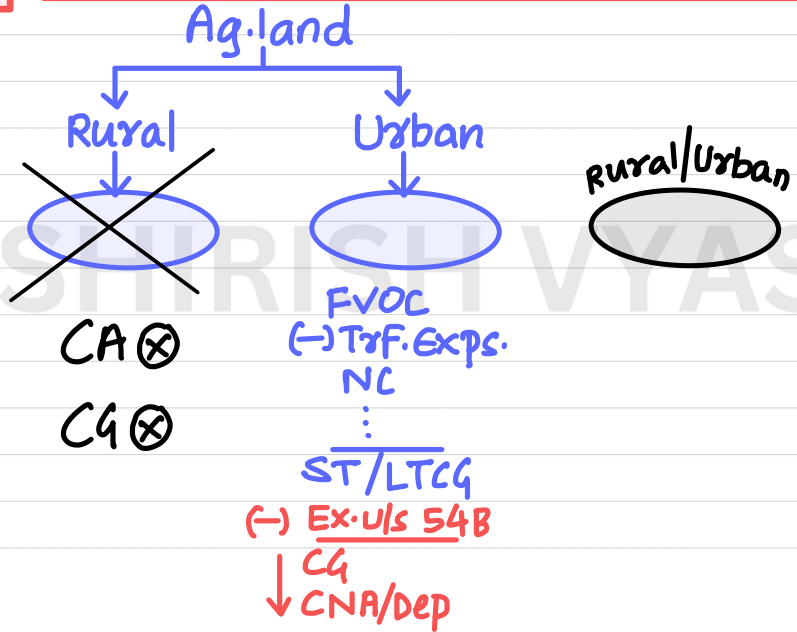 Ag.land
Rural
Urban
Rural/Urban
SHIRISH VYAS
FVOC
(-) Trf. Exps.
NC
CA ⊗
CG ⊗
ST/LTCG
(-) Ex. u/s 54B
CG
CNA/Dep